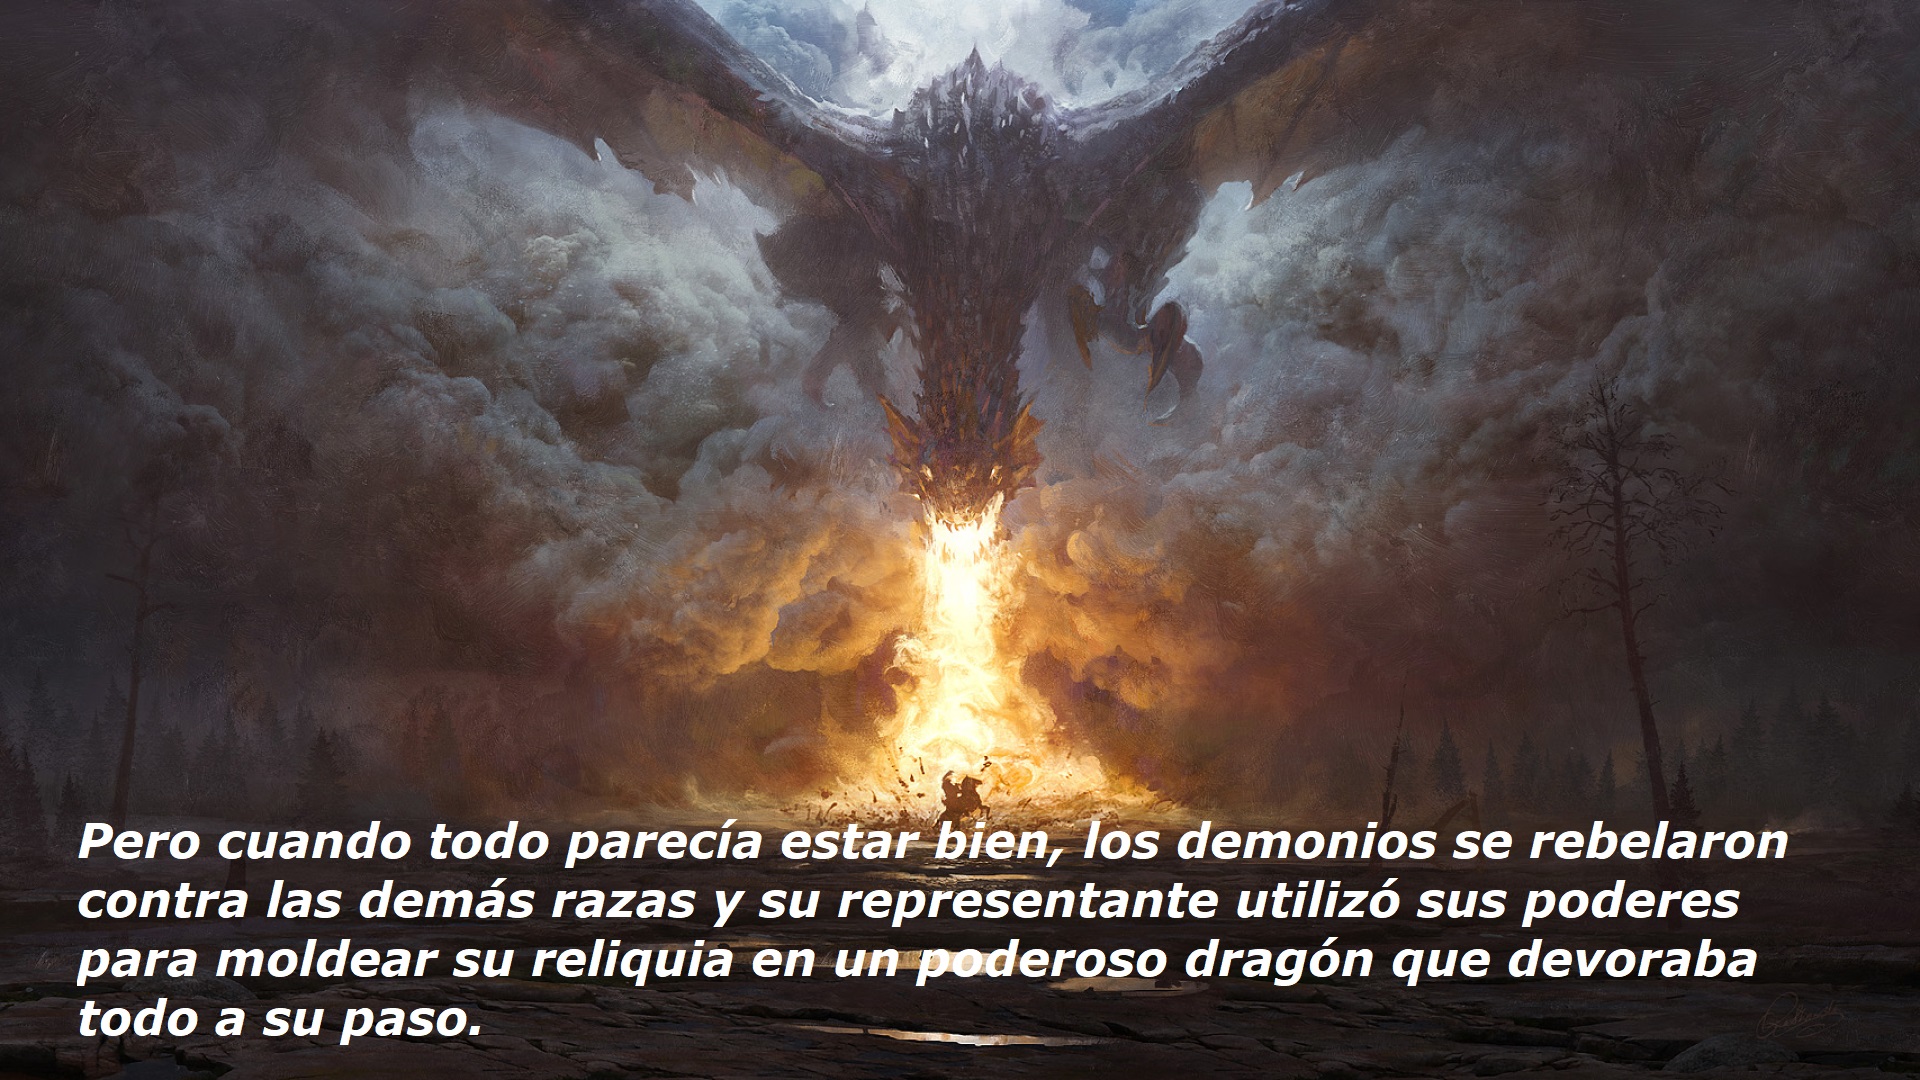 Pero cuando todo parecía estar bien, los demonios se rebelaron
contra las demás razas y su representante utilizó sus poderes
para moldear su reliquia en un poderoso dragón que devoraba
todo a su paso.